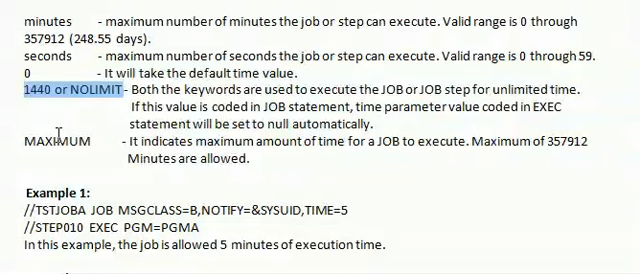 minutes - maximum number of minutes the job or step can execute. Valid range is 0 through
357912 (248.55 days).
seconds - maximum number of seconds the job or step can execute. Valid range is 0 through 59.
0 - It will take the default time value.
1440 or NOLIMIT - Both the keywords are used to execute the JOB or JOB step for unlimited time.
If this value is coded in JOB statement, time parameter value coded in EXEC
statement will be set to null automatically.
MAXIMUM - It indicates maximum amount of time for a JOB to execute. Maximum of 357912
Minutes are allowed.
Example 1:
//TSTJOBA JOB MSGCLASS=B,NOTIFY=&SYSUID,TIME=5
//STEP010 EXEC PGM=PGMA
In this example, the job is allowed 5 minutes of execution time.